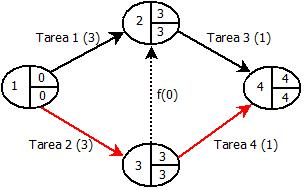 2 3
3
Tarea 1 (3)
Tarea 3 (1)
1 0
0
f(0)
4 4
4
Tarea 2 (3)
Tarea 4 (1)
3 3
3